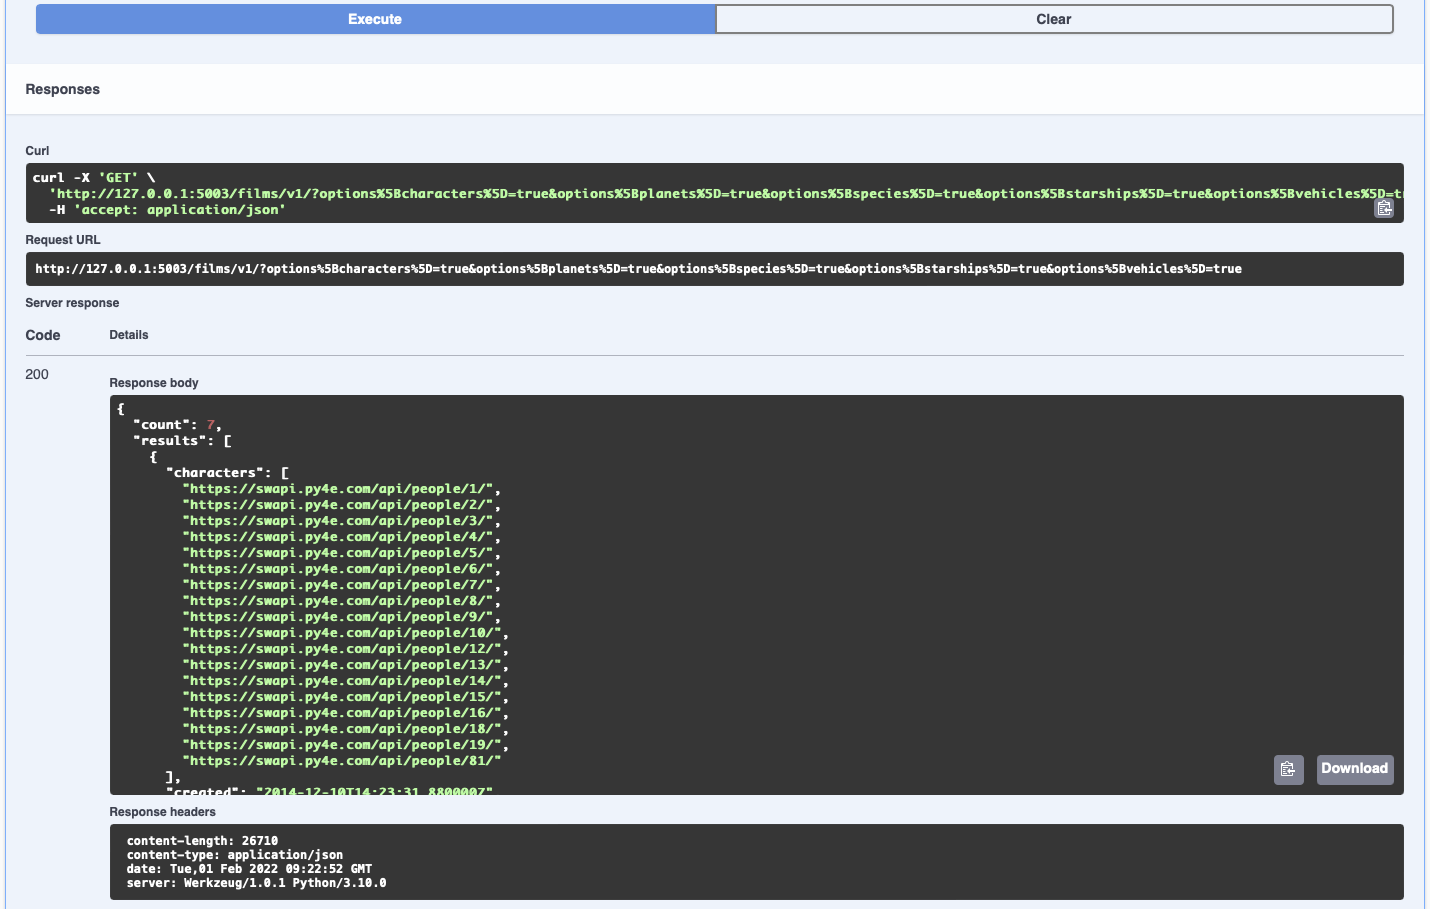 Execute
Clear
Responses
Curl
curl -X 'GET' \
'http://127.0.0.1:5003/films/v1/?options%5Bcharacters%5D=true&options%5Bplanets%5D=true&options%5Bspecies%5D=true&options%5Bstarships%5D=true&options%5Bvehicles%5D=tr
-H 'accept: application/json'
Request URL
http://127.0.0.1:5003/films/v1/?options%5Bcharacters%5D=true&options%5Bplanets%5D=true&options%5Bspecies%5D=true&options%5Bstarships%5D=true&options%5Bvehicles%5D=true
Server response
Code Details
200
Response body
{
"count": 7,
"results": [
{
"characters": [
"https://swapi.py4e.com/api/people/1/",
"https://swapi.py4e.com/api/people/2/",
"https://swapi.py4e.com/api/people/3/",
"https://swapi.py4e.com/api/people/4/",
"https://swapi.py4e.com/api/people/5/",
"https://swapi.py4e.com/api/people/6/",
"https://swapi.py4e.com/api/people/7/",
"https://swapi.py4e.com/api/people/8/",
"https://swapi.py4e.com/api/people/9/",
"https://swapi.py4e.com/api/people/10/",
"https://swapi.py4e.com/api/people/12/",
"https://swapi.py4e.com/api/people/13/",
"https://swapi.py4e.com/api/people/14/",
"https://swapi.py4e.com/api/people/15/",
"https://swapi.py4e.com/api/people/16/",
"https://swapi.py4e.com/api/people/18/",
"https://swapi.py4e.com/api/people/19/",
"https://swapi.py4e.com/api/people/81/"
],
"created": "2014-12-10T14:23:31.880000Z"
Download
Response headers
content-length: 26710
content-type: application/json
date: Tue,01 Feb 2022 09:22:52 GMT
server: Werkzeug/1.0.1 Python/3.10.0